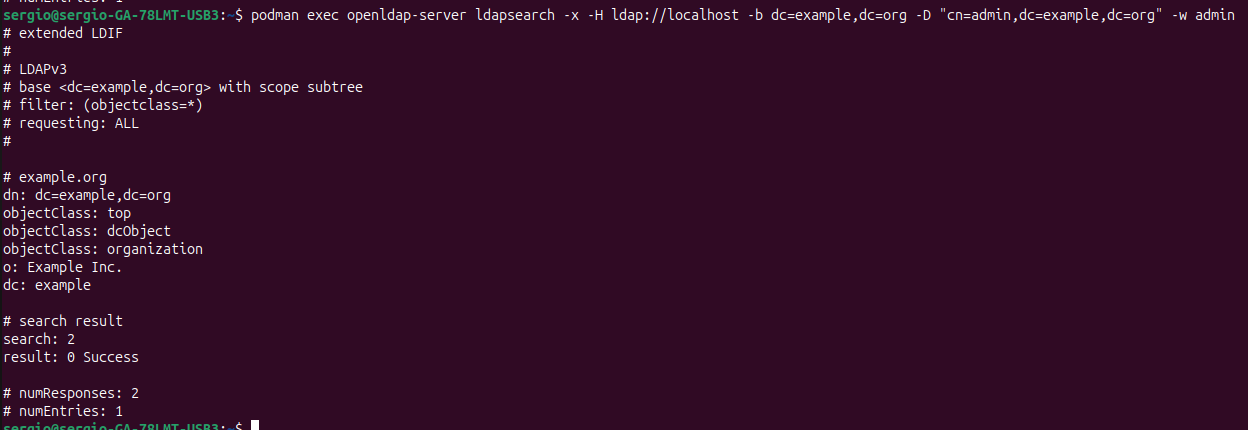 # numEntries: 1
sergio@sergio-GA-78LMT-USB3:~$ podman exec openldap-server ldapsearch -x -H ldap://localhost -b dc=example,dc=org -D "cn=admin,dc=example,dc=org" -w admin
# extended LDIF
#
# LDAPv3
# base <dc=example,dc=org> with scope subtree
# filter: (objectclass=*)
# requesting: ALL
#
# example.org
dn: dc=example,dc=org
objectClass: top
objectClass: dcObject
objectClass: organization
o: Example Inc.
dc: example
# search result
search: 2
result: 0 Success
# numResponses: 2
# numEntries: 1
sergio@sergio-GA-78LMT-USB3:~$